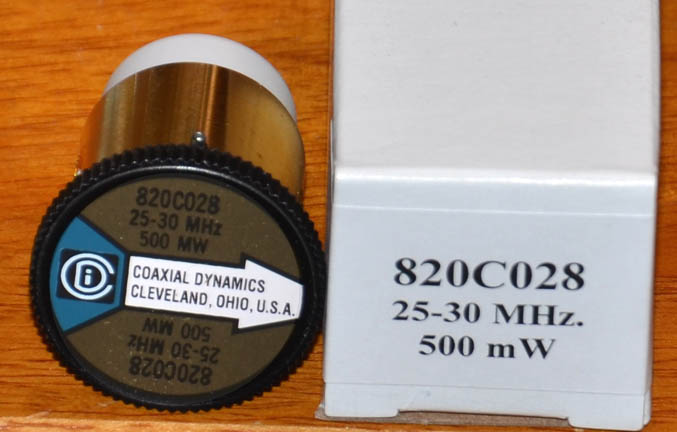 820C028
25-30 MHz
500 MW
CDi
COAXIAL DYNAMICS
CLEVELAND, OHIO, U.S.A.
500 MW
25-30 MHz
820C028
820C028
25-30 MHz.
500 mW